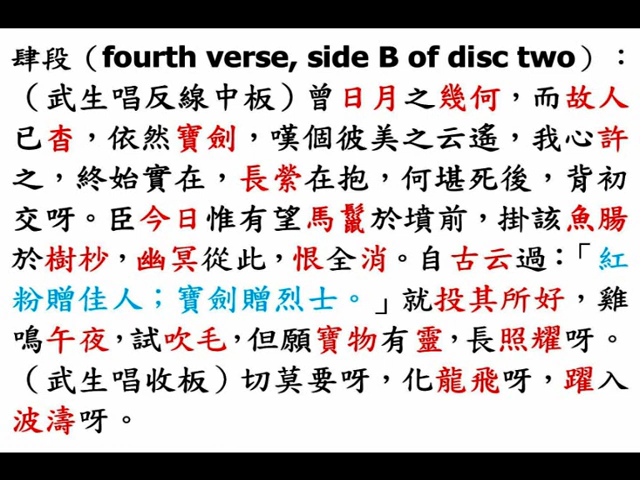 肆段（fourth verse, side B of disc two）：
（武生唱反線中板）曾日月之幾何，而故人
已杳，依然寶劍，嘆個彼美之云遙，我心許
之，終始實在，長縈在抱，何堪死後，背初
交呀。臣今日惟有望馬鬣於墳前，掛該魚腸
於樹杪，幽冥從此，恨全消。自古云過：「紅
粉贈佳人；寶劍贈烈士。」就投其所好，雞
鳴午夜，試吹毛，但願寶物有靈，長照耀呀。
（武生唱收板）切莫要呀，化龍飛呀，躍入
波濤呀。